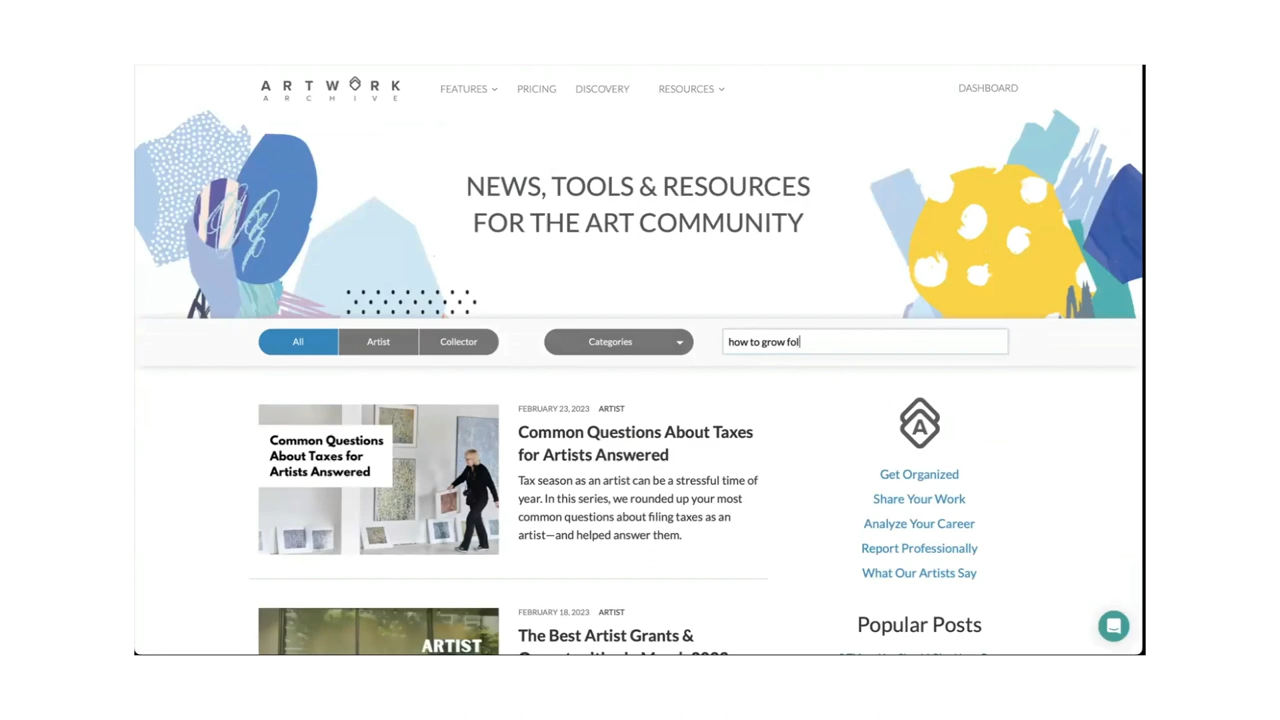 ARTWORK
ARCHIVE
FEATURES
PRICING
DISCOVERY
RESOURCES
DASHBOARD
NEWS, TOOLS & RESOURCES
FOR THE ART COMMUNITY
All
Artist
Collector
Categories
how to grow fol
Common Questions
About Taxes for
Artists Answered
FEBRUARY 23, 2023 ARTIST
Common Questions About Taxes
for Artists Answered
Tax season as an artist can be a stressful time of
year. In this series, we rounded up your most
common questions about filing taxes as an
artist—and helped answer them.
A
Get Organized
Share Your Work
Analyze Your Career
Report Professionally
What Our Artists Say
ARTIST
FEBRUARY 18, 2023 ARTIST
The Best Artist Grants &
Popular Posts